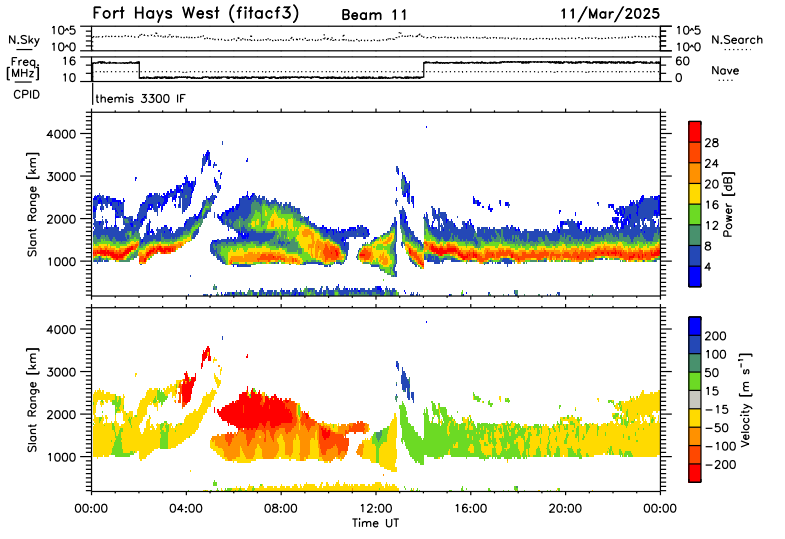 Fort Hays West (fitacf3) Beam 11 11/Mar/2025
N.Sky 10^5 10^0 10^5 10^0 N.Search
Freq. [MHz] 16 10 60 0 Nave
CPID themis 3300 IF
Slant Range [km] 4000 3000 2000 1000
28 24 20 16 12 8 4 Power [dB]
Slant Range [km] 4000 3000 2000 1000
200 100 50 15 -15 -50 -100 -200 Velocity [m s⁻¹]
00:00 04:00 08:00 12:00 16:00 20:00 00:00
Time UT